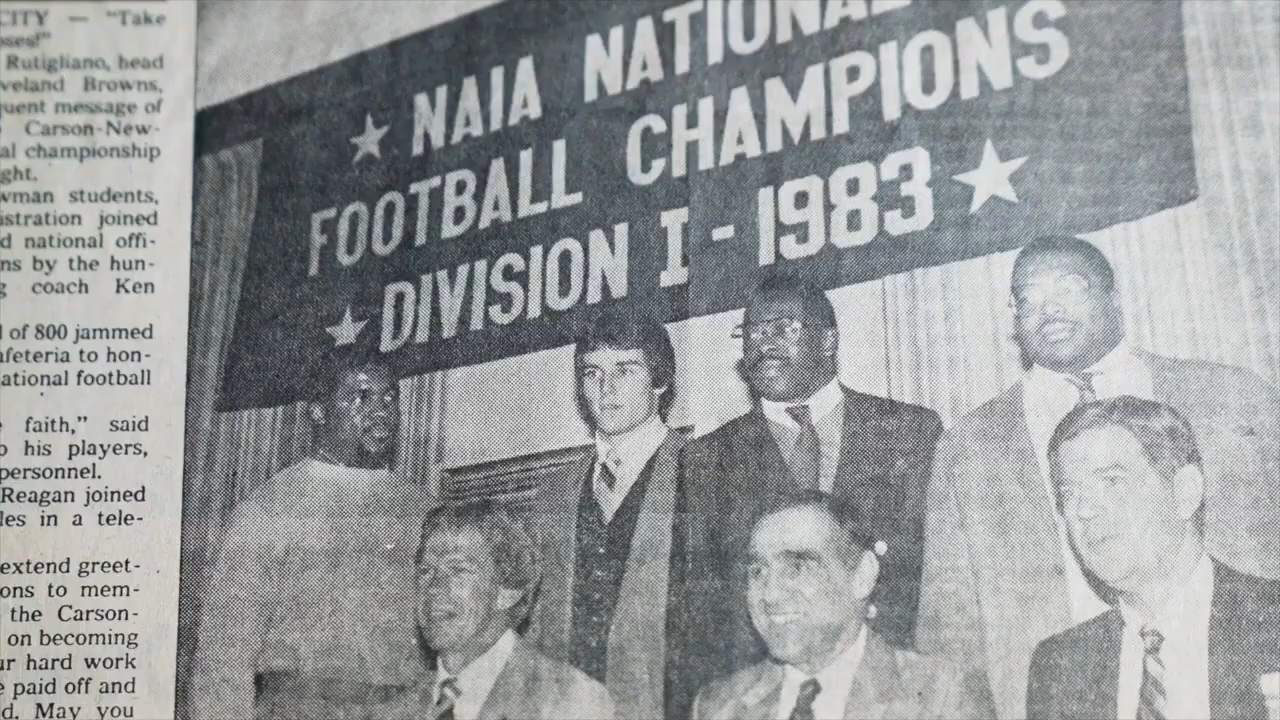 CITY — "Take
oses!"
Rutigliano, head
veland Browns,
quent message of
Carson-New-
al championship
ght.
wman students,
istration joined
d national offi-
ns by the hun-
g coach Ken
l of 800 jammed
afeteria to hon-
ational football
e faith," said
o his players,
personnel.
Reagan joined
les in a tele-
extend greet-
ons to mem-
the Carson-
on becoming
ur hard work
e paid off and
d. May you
★ NAIA NATIONAL
FOOTBALL CHAMPIONS
★ DIVISION I - 1983 ★